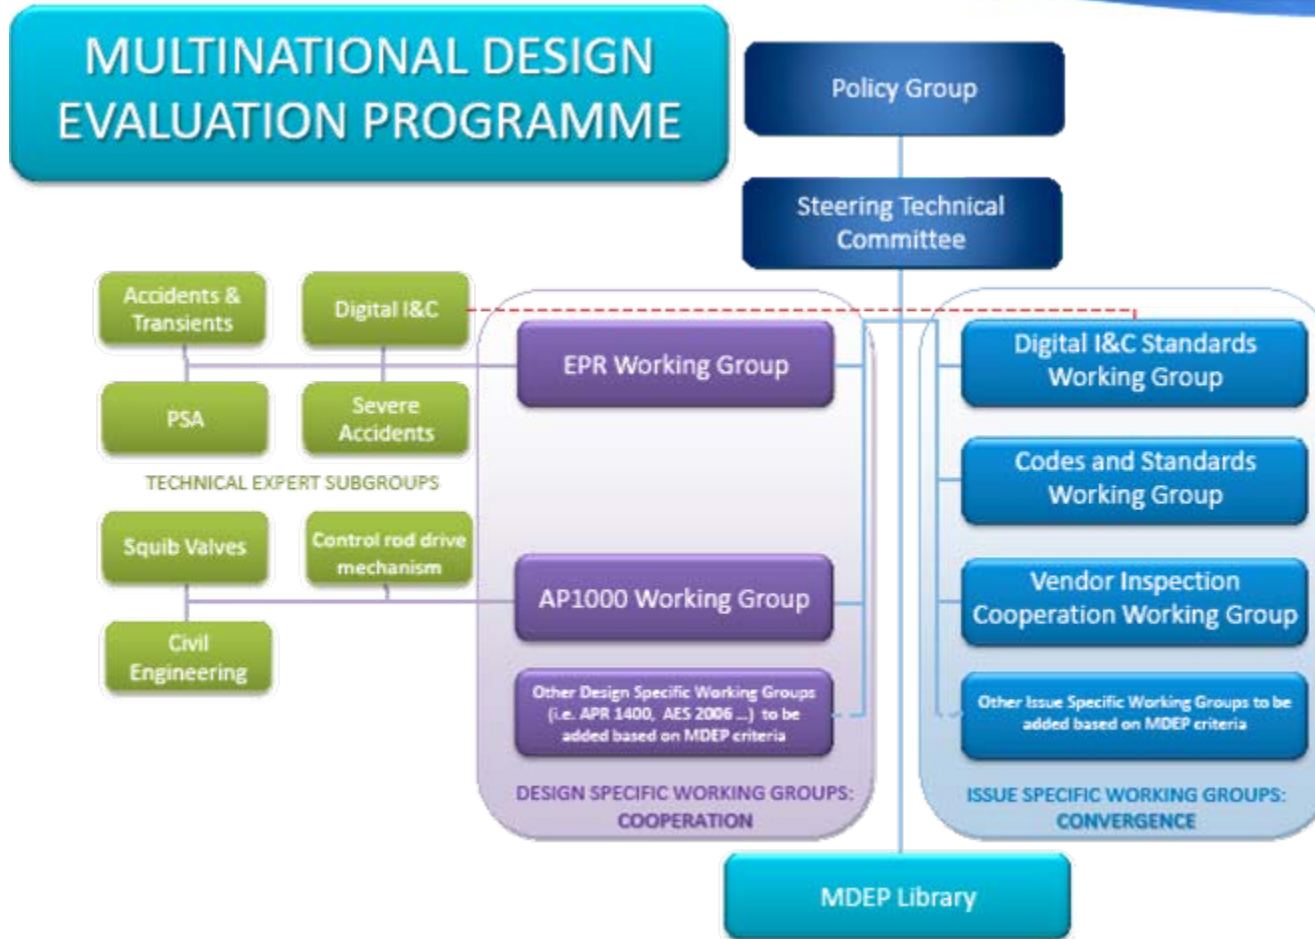 MULTINATIONAL DESIGN
EVALUATION PROGRAMME
Policy Group
Steering Technical
Committee
Accidents &
Transients
Digital I&C
PSA
Severe
Accidents
TECHNICAL EXPERT SUBGROUPS
Squib Valves
Control rod drive
mechanism
Civil
Engineering
EPR Working Group
AP1000 Working Group
Other Design Specific Working Groups
(i.e. APR 1400, AES 2006 ...) to be
added based on MDEP criteria
DESIGN SPECIFIC WORKING GROUPS:
COOPERATION
Digital I&C Standards
Working Group
Codes and Standards
Working Group
Vendor Inspection
Cooperation Working Group
Other Issue Specific Working Groups to be
added based on MDEP criteria
ISSUE SPECIFIC WORKING GROUPS:
CONVERGENCE
MDEP Library